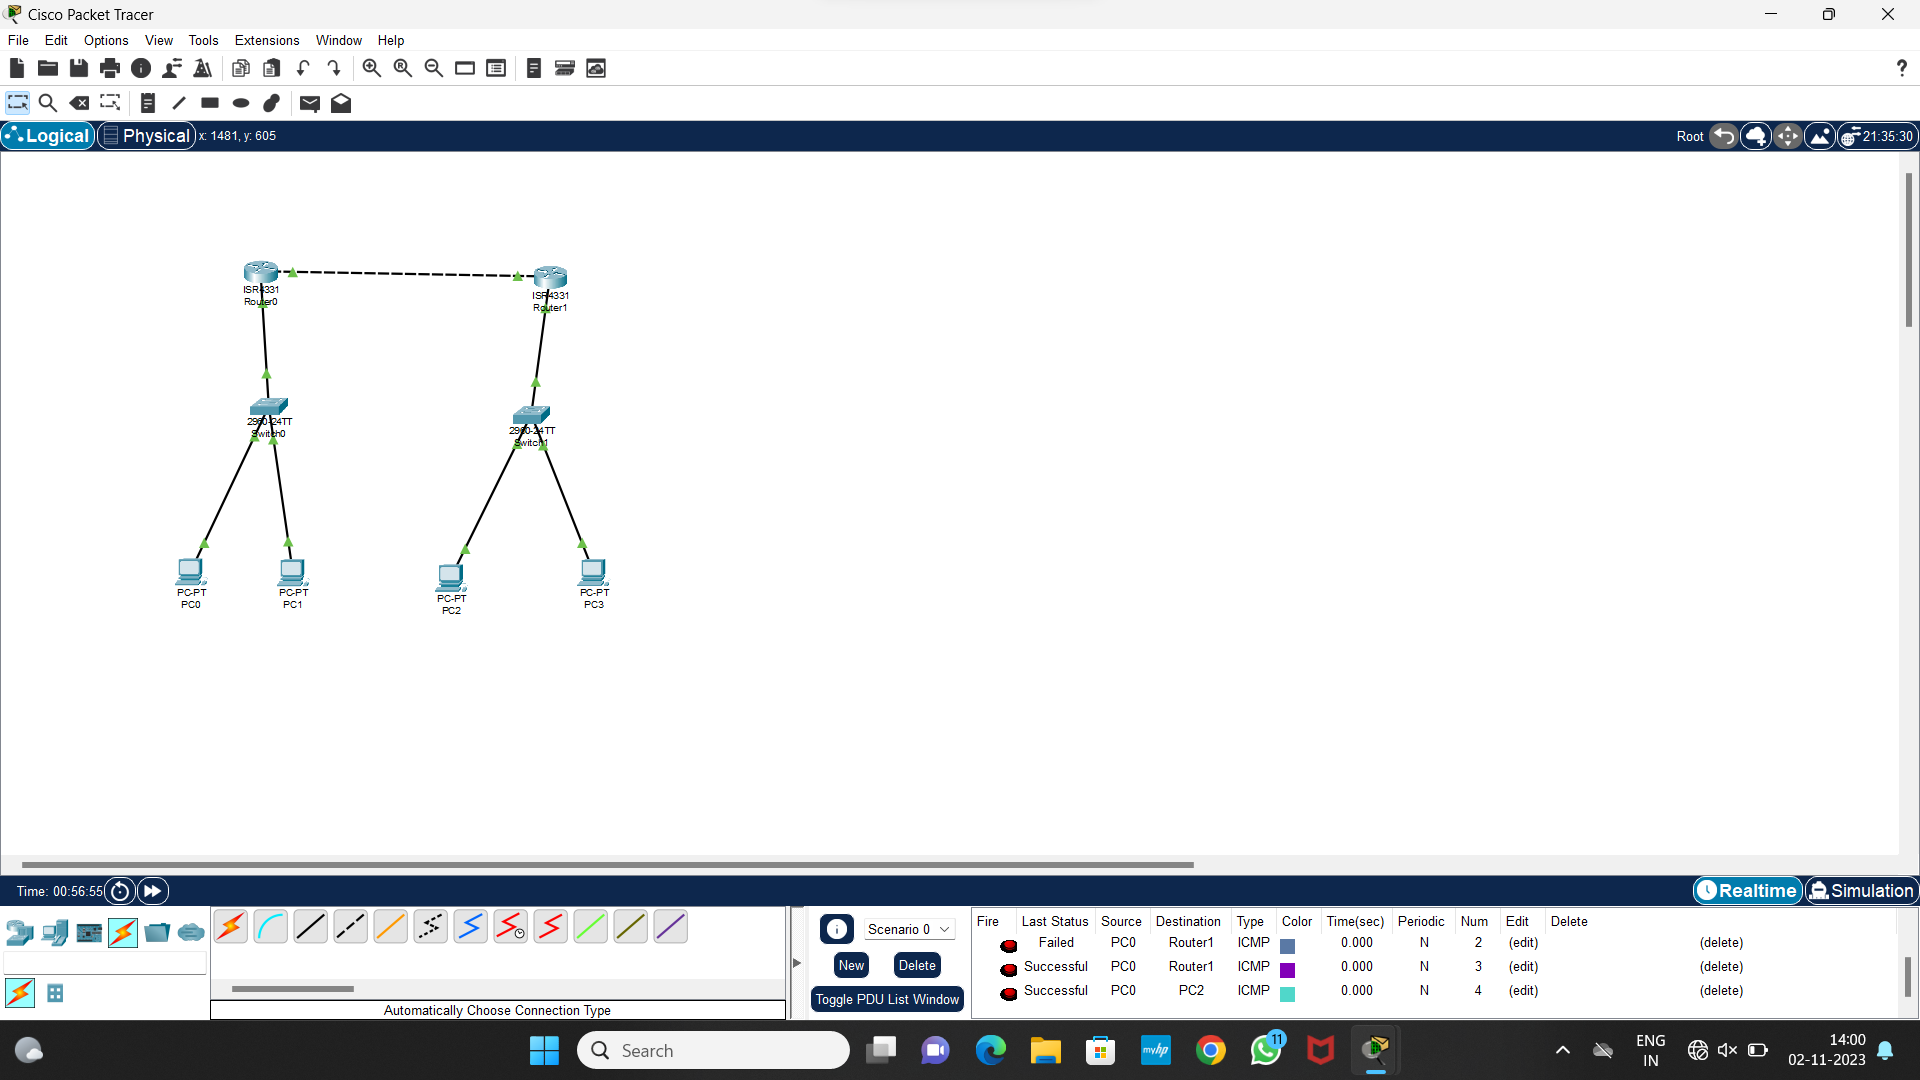 Cisco Packet Tracer
File Edit Options View Tools Extensions Window Help
Logical Physical x: 1481, y: 605 Root 21:35:30
ISR4331
Router0
ISR4331
Router1
2960-24TT
Switch0
2960-24TT
Switch1
PC-PT
PC0
PC-PT
PC1
PC-PT
PC2
PC-PT
PC3
Time: 00:56:55 Realtime Simulation
Scenario 0
New Delete
Toggle PDU List Window
Fire Last Status Source Destination Type Color Time(sec) Periodic Num Edit Delete
Failed PC0 Router1 ICMP 0.000 N 2 (edit) (delete)
Successful PC0 Router1 ICMP 0.000 N 3 (edit) (delete)
Successful PC0 PC2 ICMP 0.000 N 4 (edit) (delete)
Automatically Choose Connection Type
Search
myhp
11
ENG
IN
14:00
02-11-2023